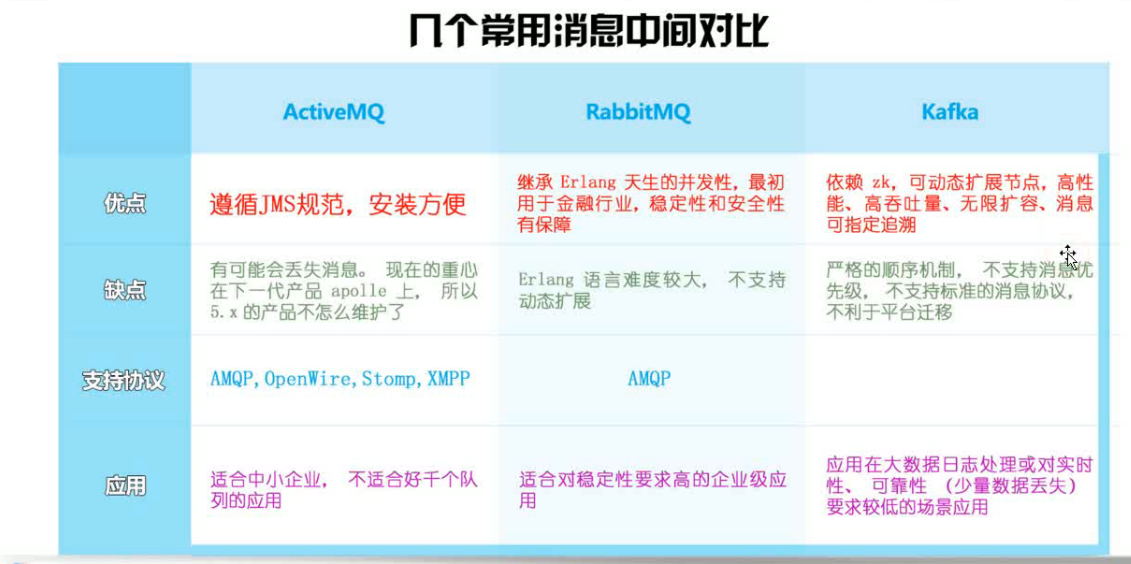 几个常用消息中间对比
ActiveMQ
RabbitMQ
Kafka
优点
遵循JMS规范，安装方便
继承 Erlang 天生的并发性，最初
用于金融行业，稳定性和安全性
有保障
依赖 zk，可动态扩展节点，高性
能、高吞吐量、无限扩容、消息
可指定追溯
缺点
有可能会丢失消息。 现在的重心
在下一代产品 apolle 上， 所以
5.x 的产品不怎么维护了
Erlang 语言难度较大， 不支持
动态扩展
严格的顺序机制， 不支持消息优
先级， 不支持标准的消息协议，
不利于平台迁移
支持协议
AMQP,OpenWire,Stomp,XMPP
AMQP
应用
适合中小企业， 不适合好千个队
列的应用
适合对稳定性要求高的企业级应
用
应用在大数据日志处理或对实时
性、 可靠性 （少量数据丢失）
要求较低的场景应用